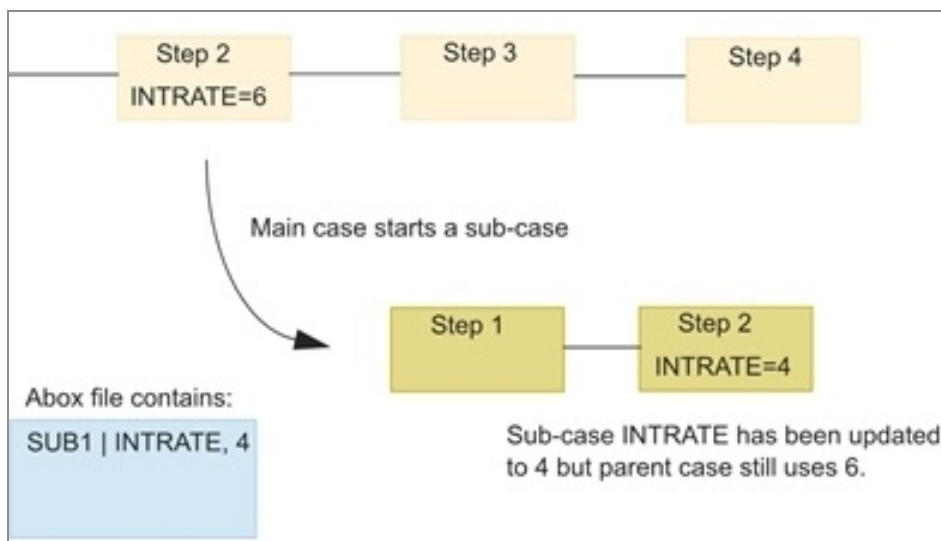 Step 2
INTRATE=6
Step 3
Step 4
Main case starts a sub-case
Step 1
Step 2
INTRATE=4
Abox file contains:
SUB1 | INTRATE, 4
Sub-case INTRATE has been updated
to 4 but parent case still uses 6.